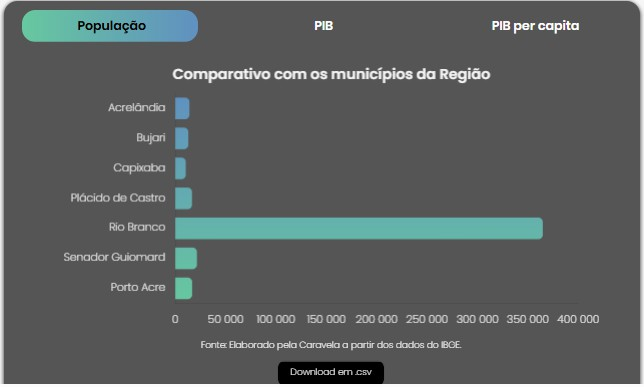 População PIB PIB per capita
Comparativo com os municípios da Região
Acrelândia
Bujari
Capixaba
Plácido de Castro
Rio Branco
Senador Guiomard
Porto Acre
0 50 000 100 000 150 000 200 000 250 000 300 000 350 000 400 000
Fonte: Elaborado pela Caravela a partir dos dados do IBGE.
Download em .csv